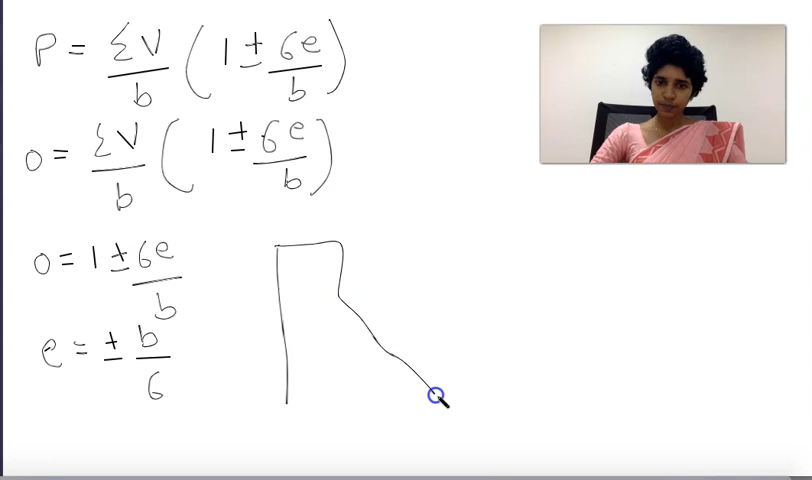 P = ΣV/b (1 ± 6e/b)
0 = ΣV/b (1 ± 6e/b)
0 = 1 ± 6e/b
e = ± b/6